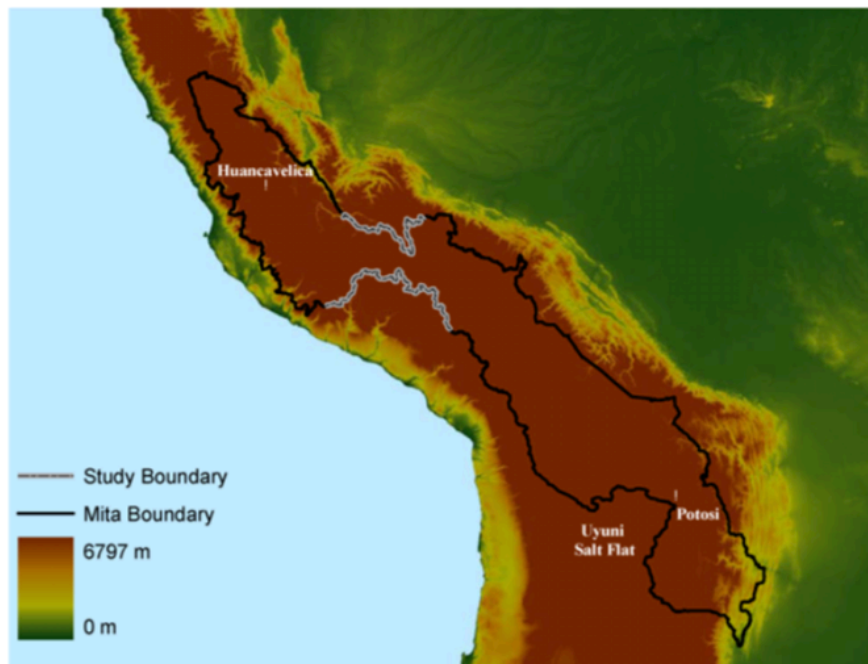 Huancavelica
Study Boundary
Mita Boundary
6797 m
0 m
Potosi
Uyuni
Salt Flat